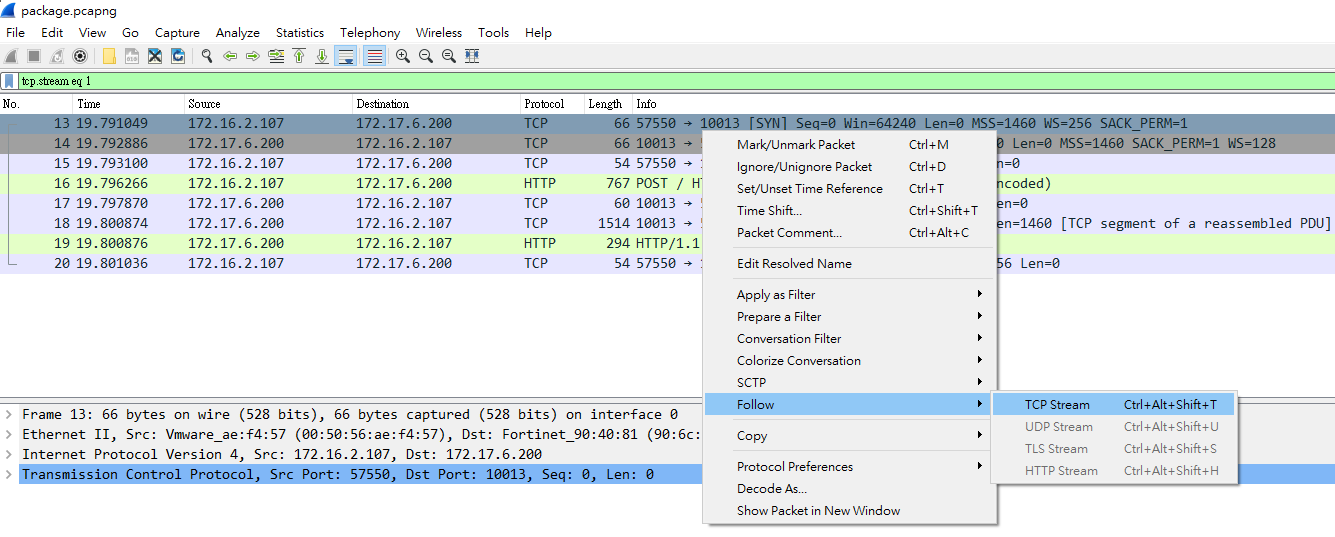 package.pcapng
File Edit View Go Capture Analyze Statistics Telephony Wireless Tools Help
tcp.stream eq 1
No. Time Source Destination Protocol Length Info
13 19.791049 172.16.2.107 172.17.6.200 TCP 66 57550 → 10013 [SYN] Seq=0 Win=64240 Len=0 MSS=1460 WS=256 SACK_PERM=1
14 19.792886 172.17.6.200 172.16.2.107 TCP 66 10013 → 0 Len=0 MSS=1460 SACK_PERM=1 WS=128
15 19.793100 172.16.2.107 172.17.6.200 TCP 54 57550 → 1 en=0
16 19.796266 172.16.2.107 172.17.6.200 HTTP 767 POST / HT ncoded)
17 19.797870 172.17.6.200 172.16.2.107 TCP 60 10013 → 5 en=0
18 19.800874 172.17.6.200 172.16.2.107 TCP 1514 10013 → 5 en=1460 [TCP segment of a reassembled PDU]
19 19.800876 172.17.6.200 172.16.2.107 HTTP 294 HTTP/1.1
20 19.801036 172.16.2.107 172.17.6.200 TCP 54 57550 → 1 56 Len=0
Mark/Unmark Packet Ctrl+M
Ignore/Unignore Packet Ctrl+D
Set/Unset Time Reference Ctrl+T
Time Shift... Ctrl+Shift+T
Packet Comment... Ctrl+Alt+C
Edit Resolved Name
Apply as Filter
Prepare a Filter
Conversation Filter
Colorize Conversation
SCTP
Follow
Copy
Protocol Preferences
Decode As...
Show Packet in New Window
TCP Stream Ctrl+Alt+Shift+T
UDP Stream Ctrl+Alt+Shift+U
TLS Stream Ctrl+Alt+Shift+S
HTTP Stream Ctrl+Alt+Shift+H
Frame 13: 66 bytes on wire (528 bits), 66 bytes captured (528 bits) on interface 0
Ethernet II, Src: Vmware_ae:f4:57 (00:50:56:ae:f4:57), Dst: Fortinet_90:40:81 (90:6c:
Internet Protocol Version 4, Src: 172.16.2.107, Dst: 172.17.6.200
Transmission Control Protocol, Src Port: 57550, Dst Port: 10013, Seq: 0, Len: 0